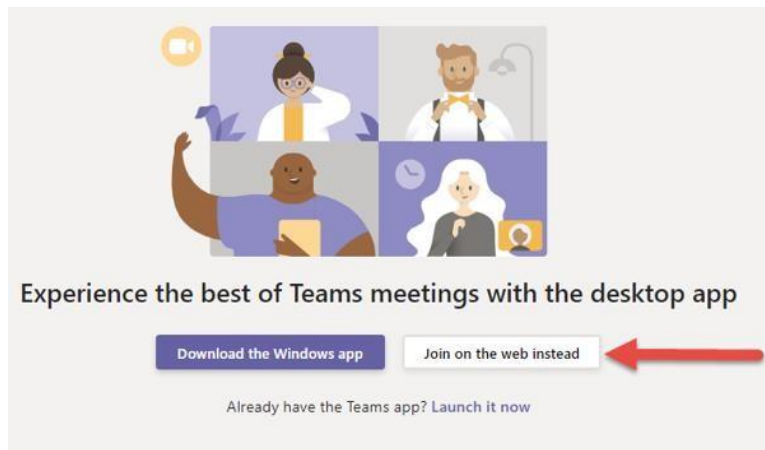 Experience the best of Teams meetings with the desktop app
Download the Windows app
Join on the web instead
Already have the Teams app? Launch it now